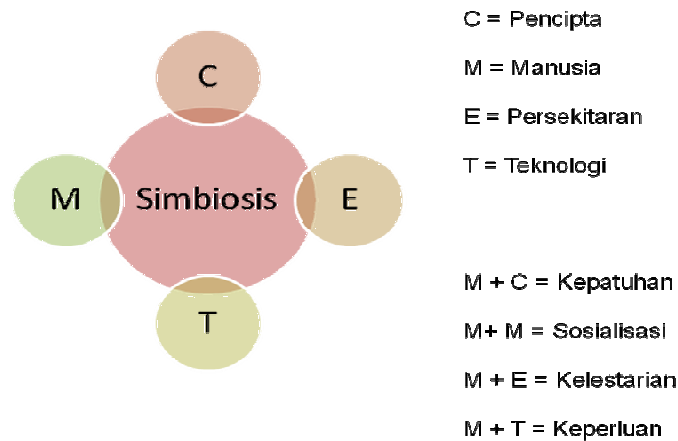 C
M
Simbiosis
E
T
C = Pencipta
M = Manusia
E = Persekitaran
T = Teknologi
M + C = Kepatuhan
M+ M = Sosialisasi
M + E = Kelestarian
M + T = Keperluan